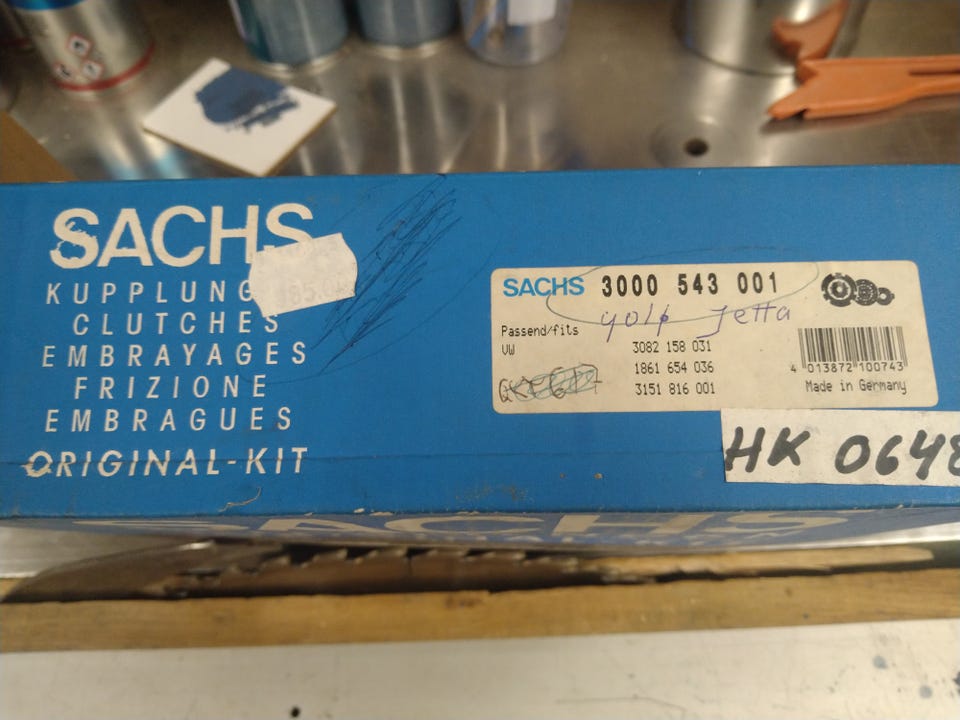 SACHS
KUPPLUNG
CLUTCHES
EMBRAYAGES
FRIZIONE
EMBRAGUES
ORIGINAL-KIT
SACHS 3000 543 001
golf Jetta
Passend/fits
VW
3082 158 031
1861 654 036
3151 816 001
4 013872 100743
Made in Germany
HK 0648
SACHS